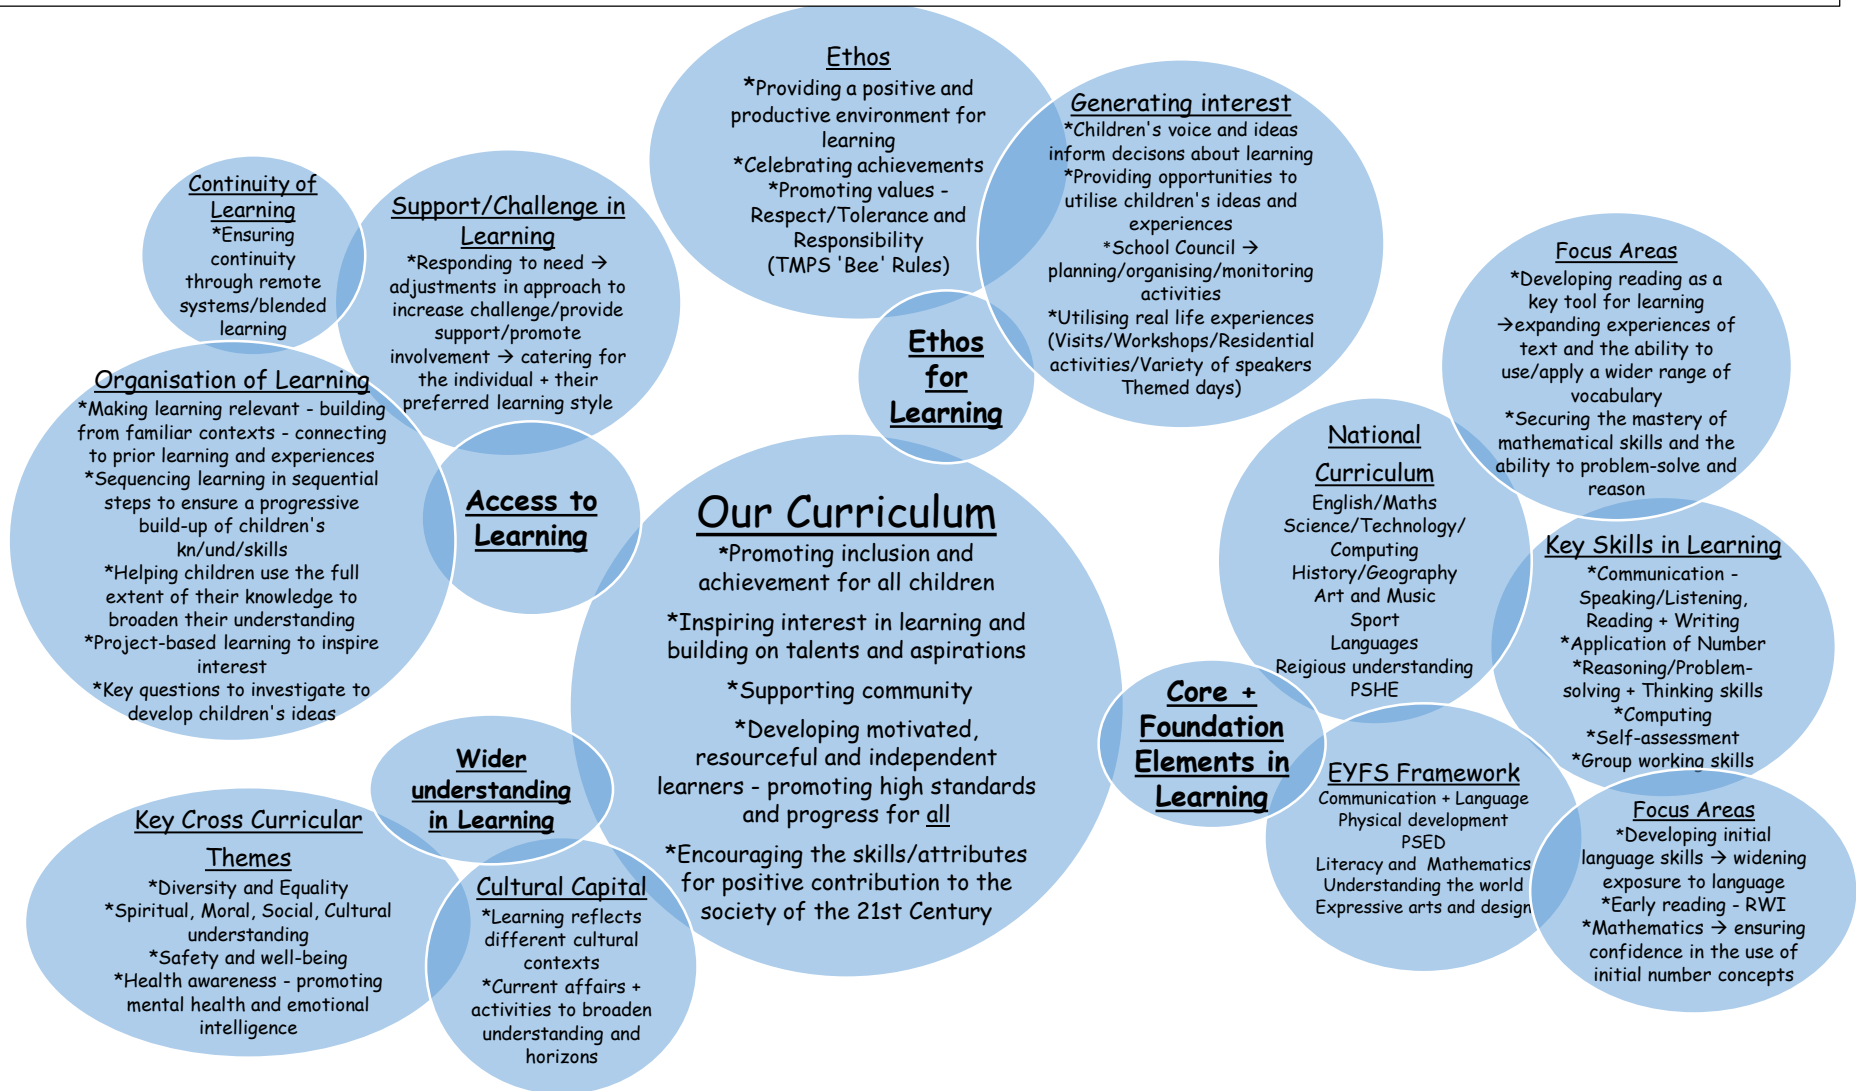 Ethos
*Providing a positive and
productive environment for
learning
*Celebrating achievements
*Promoting values -
Respect/Tolerance and
Responsibility
(TMPS 'Bee' Rules)
Generating interest
*Children's voice and ideas
inform decisons about learning
*Providing opportunities to
utilise children's ideas and
experiences
*School Council →
planning/organising/monitoring
activities
*Utilising real life experiences
(Visits/Workshops/Residential
activities/Variety of speakers
Themed days)
Ethos
for
Learning
Continuity of
Learning
*Ensuring
continuity
through remote
systems/blended
learning
Support/Challenge in
Learning
*Responding to need →
adjustments in approach to
increase challenge/provide
support/promote
involvement → catering for
the individual + their
preferred learning style
Organisation of Learning
*Making learning relevant - building
from familiar contexts - connecting
to prior learning and experiences
*Sequencing learning in sequential
steps to ensure a progressive
build-up of children's
kn/und/skills
*Helping children use the full
extent of their knowledge to
broaden their understanding
*Project-based learning to inspire
interest
*Key questions to investigate to
develop children's ideas
Access to
Learning
Our Curriculum
*Promoting inclusion and
achievement for all children
*Inspiring interest in learning and
building on talents and aspirations
*Supporting community
*Developing motivated,
resourceful and independent
learners - promoting high standards
and progress for all
*Encouraging the skills/attributes
for positive contribution to the
society of the 21st Century
Focus Areas
*Developing reading as a
key tool for learning
→expanding experiences of
text and the ability to
use/apply a wider range of
vocabulary
*Securing the mastery of
mathematical skills and the
ability to problem-solve and
reason
National
Curriculum
English/Maths
Science/Technology/
Computing
History/Geography
Art and Music
Sport
Languages
Reigious understanding
PSHE
Key Skills in Learning
*Communication -
Speaking/Listening,
Reading + Writing
*Application of Number
*Reasoning/Problem-
solving + Thinking skills
*Computing
*Self-assessment
*Group working skills
Core +
Foundation
Elements in
Learning
EYFS Framework
Communication + Language
Physical development
PSED
Literacy and Mathematics
Understanding the world
Expressive arts and design
Focus Areas
*Developing initial
language skills → widening
exposure to language
*Early reading - RWI
*Mathematics → ensuring
confidence in the use of
initial number concepts
Wider
understanding
in Learning
Key Cross Curricular
Themes
*Diversity and Equality
*Spiritual, Moral, Social, Cultural
understanding
*Safety and well-being
*Health awareness - promoting
mental health and emotional
intelligence
Cultural Capital
*Learning reflects
different cultural
contexts
*Current affairs +
activities to broaden
understanding and
horizons